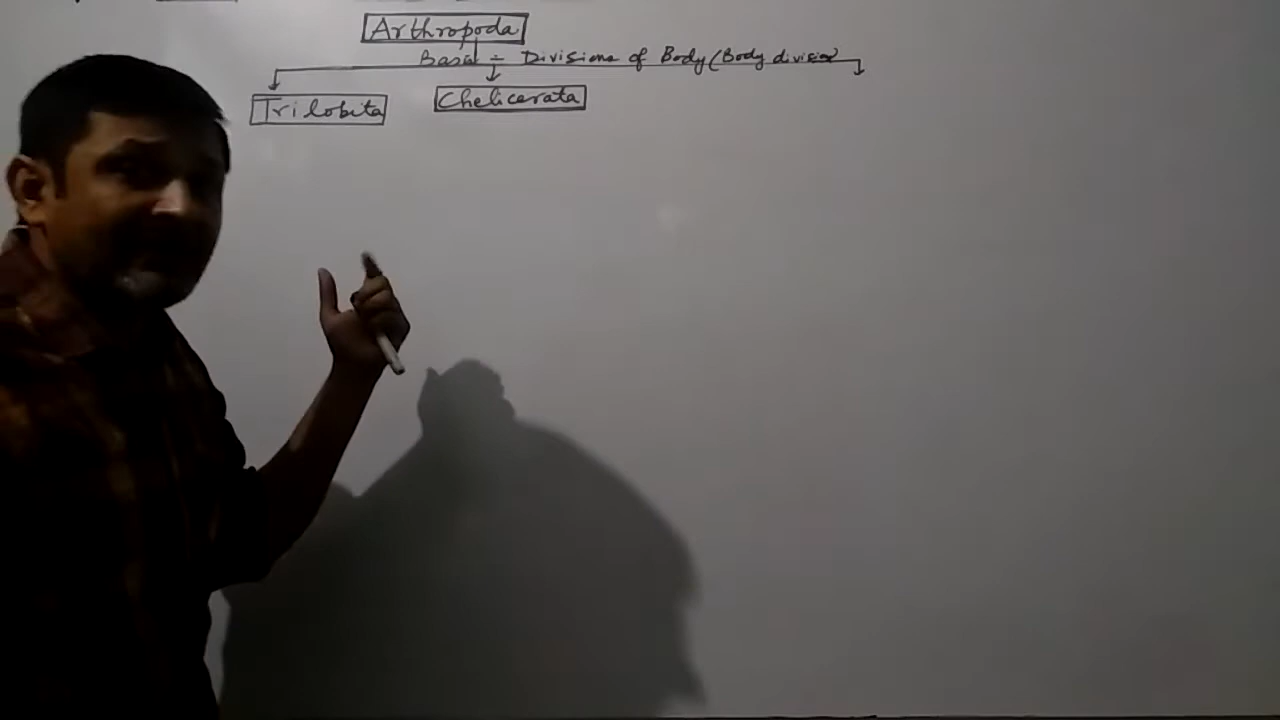 Arthropoda
Basis - Divisions of Body (Body division
Trilobita
Chelicerata